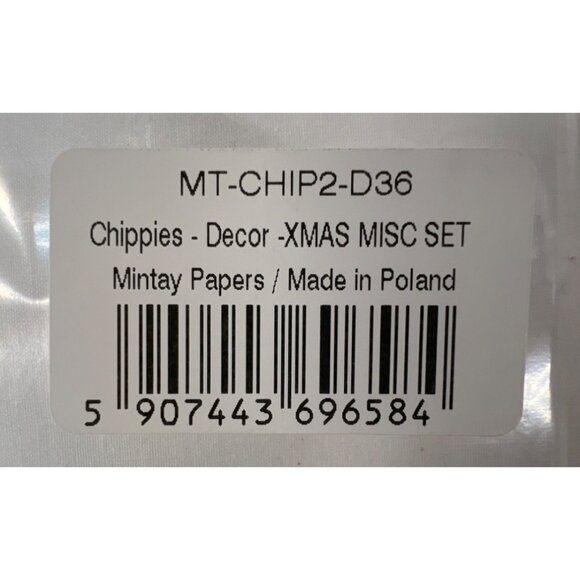 MT-CHIP2-D36
Chippies - Decor -XMAS MISC SET
Mintay Papers / Made in Poland
5 907443 696584